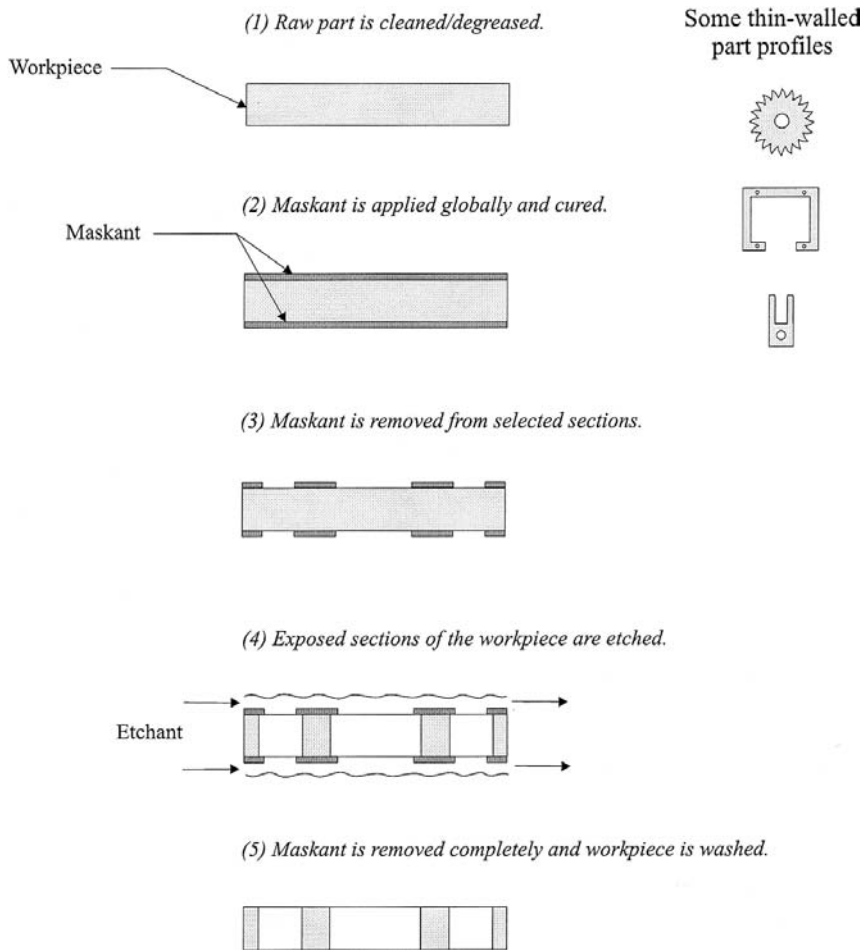 (1) Raw part is cleaned/degreased.
Some thin-walled
part profiles
Workpiece
(2) Maskant is applied globally and cured.
Maskant
(3) Maskant is removed from selected sections.
(4) Exposed sections of the workpiece are etched.
Etchant
(5) Maskant is removed completely and workpiece is washed.